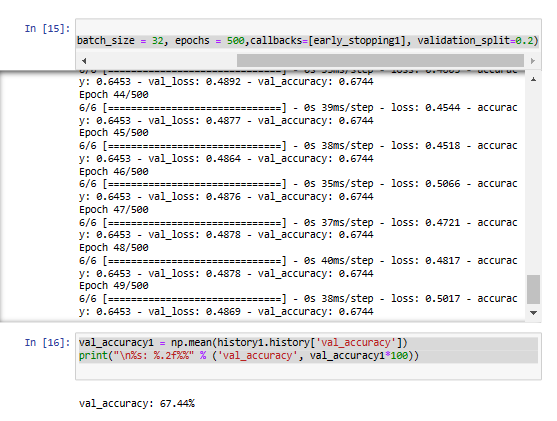 In [15]:
batch_size = 32, epochs = 500,callbacks=[early_stopping1], validation_split=0.2)
y: 0.6453 - val_loss: 0.4892 - val_accuracy: 0.6744
Epoch 44/500
6/6 [==============================] - 0s 39ms/step - loss: 0.4544 - accurac
y: 0.6453 - val_loss: 0.4877 - val_accuracy: 0.6744
Epoch 45/500
6/6 [==============================] - 0s 38ms/step - loss: 0.4518 - accurac
y: 0.6453 - val_loss: 0.4864 - val_accuracy: 0.6744
Epoch 46/500
6/6 [==============================] - 0s 35ms/step - loss: 0.5066 - accurac
y: 0.6453 - val_loss: 0.4876 - val_accuracy: 0.6744
Epoch 47/500
6/6 [==============================] - 0s 37ms/step - loss: 0.4721 - accurac
y: 0.6453 - val_loss: 0.4878 - val_accuracy: 0.6744
Epoch 48/500
6/6 [==============================] - 0s 40ms/step - loss: 0.4817 - accurac
y: 0.6453 - val_loss: 0.4878 - val_accuracy: 0.6744
Epoch 49/500
6/6 [==============================] - 0s 38ms/step - loss: 0.5017 - accurac
y: 0.6453 - val_loss: 0.4869 - val_accuracy: 0.6744
In [16]:
val_accuracy1 = np.mean(history1.history['val_accuracy'])
print("\n%s: %.2f%%" % ('val_accuracy', val_accuracy1*100))
val_accuracy: 67.44%